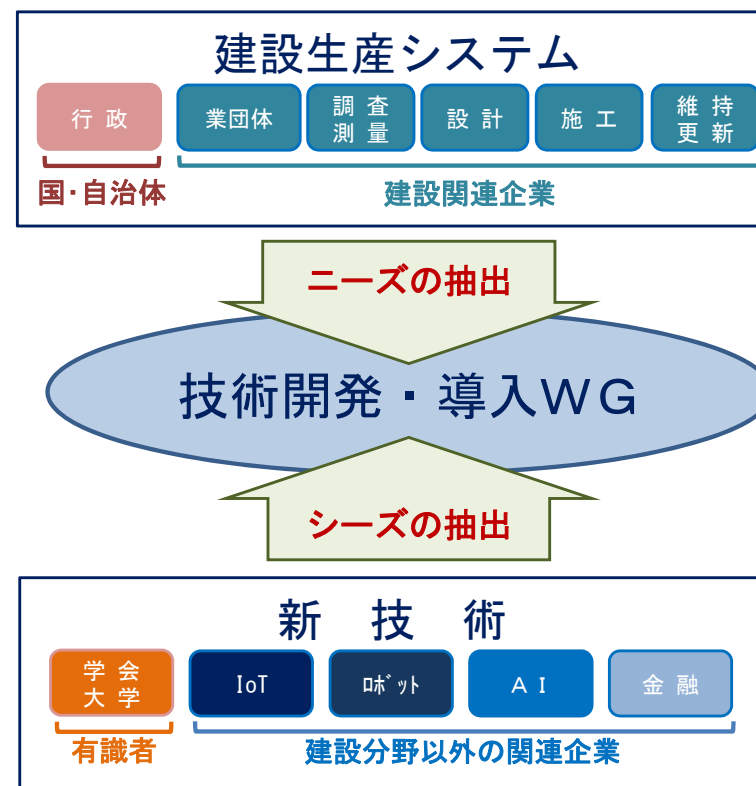 建設生産システム
行 政
業団体
調 査
測 量
設 計
施 工
維 持
更 新
国・自治体
建設関連企業
ニーズの抽出
技術開発・導入ＷＧ
シーズの抽出
新 技 術
学 会
大 学
IoT
ﾛﾎﾞｯﾄ
Ａ Ｉ
金 融
有識者
建設分野以外の関連企業